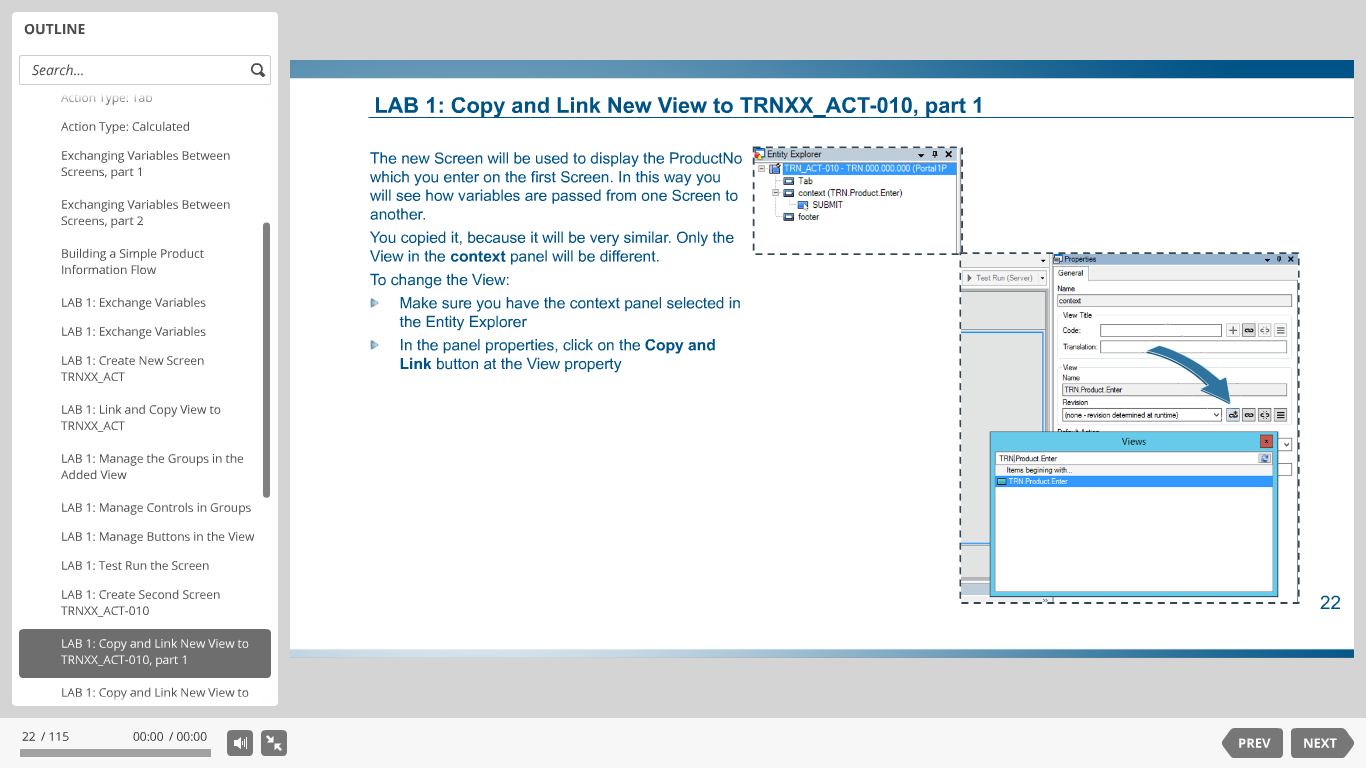 OUTLINE
Search...
Action Type: Tab
Action Type: Calculated
Exchanging Variables Between
Screens, part 1
Exchanging Variables Between
Screens, part 2
Building a Simple Product
Information Flow
LAB 1: Exchange Variables
LAB 1: Exchange Variables
LAB 1: Create New Screen
TRNXX_ACT
LAB 1: Link and Copy View to
TRNXX_ACT
LAB 1: Manage the Groups in the
Added View
LAB 1: Manage Controls in Groups
LAB 1: Manage Buttons in the View
LAB 1: Test Run the Screen
LAB 1: Create Second Screen
TRNXX_ACT-010
LAB 1: Copy and Link New View to
TRNXX_ACT-010, part 1
LAB 1: Copy and Link New View to
LAB 1: Copy and Link New View to TRNXX_ACT-010, part 1
The new Screen will be used to display the ProductNo
which you enter on the first Screen. In this way you
will see how variables are passed from one Screen to
another.
You copied it, because it will be very similar. Only the
View in the context panel will be different.
To change the View:
Make sure you have the context panel selected in
the Entity Explorer
In the panel properties, click on the Copy and
Link button at the View property
Entity Explorer
TRN_ACT-010 - TRN.000.000.000 (Portal1P
Tab
context (TRN.Product.Enter)
SUBMIT
footer
Test Run (Server)
Properties
General
Name
context
View Title
Code:
Translation:
View
Name
TRN.Product.Enter
Revision
(none - revision determined at runtime)
Default Action
Views
TRN|Product.Enter
Items begining with...
TRN.Product.Enter
22
22 / 115
00:00 / 00:00
PREV
NEXT